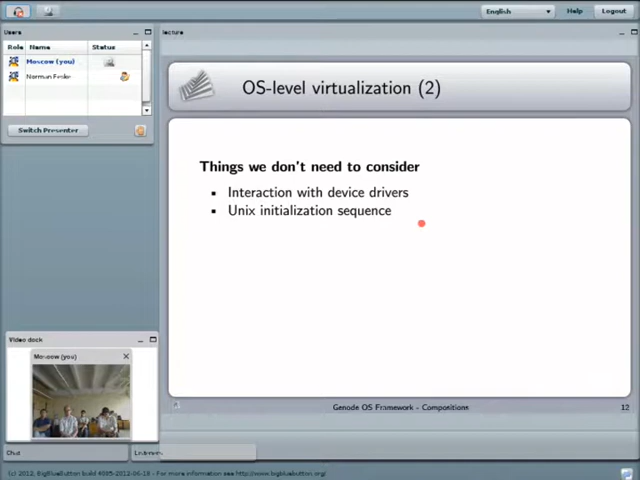 English
Help
Logout
Users
Role Name Status
Moscow (you)
Norman Feske
Switch Presenter
lecture
OS-level virtualization (2)
Things we don't need to consider
Interaction with device drivers
Unix initialization sequence
Genode OS Framework - Compositions
12
Video dock
Moscow (you)
Chat
Listeners
(c) 2012, BigBlueButton build 4095-2012-06-19 - For more information see http://www.bigbluebutton.org/